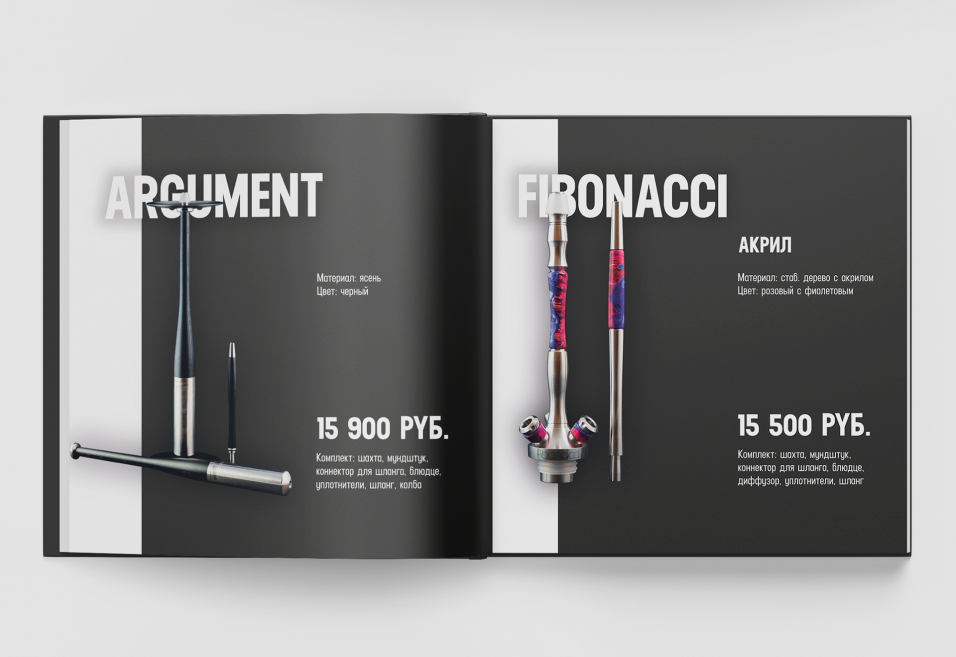 ARGUMENT
Материал: ясень
Цвет: черный
15 900 РУБ.
Комплект: шахта, мундштук,
коннектор для шланга, блюдце,
уплотнители, шланг, колба
FIBONACCI
АКРИЛ
Материал: стаб. дерево с акрилом
Цвет: розовый с фиолетовым
15 500 РУБ.
Комплект: шахта, мундштук,
коннектор для шланга, блюдце,
диффузор, уплотнители, шланг